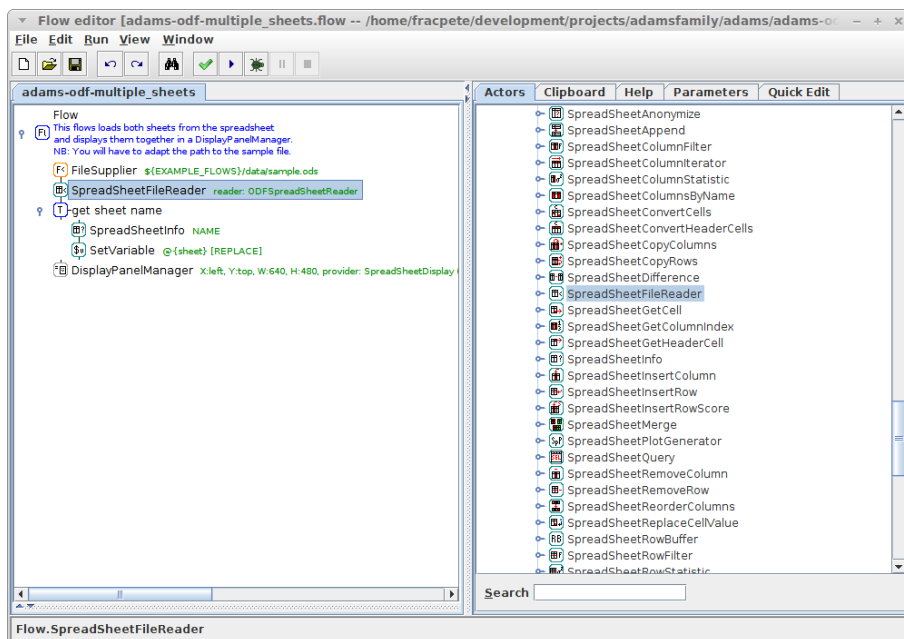 Flow editor [adams-odf-multiple_sheets.flow -- /home/fracpete/development/projects/adamsfamily/adams/adams-od
File Edit Run View Window
adams-odf-multiple_sheets
Flow
This flows loads both sheets from the spreadsheet
and displays them together in a DisplayPanelManager.
NB: You will have to adapt the path to the sample file.
FileSupplier ${EXAMPLE_FLOWS}/data/sample.ods
SpreadSheetFileReader reader: ODFSpreadSheetReader
get sheet name
SpreadSheetInfo NAME
SetVariable @{sheet} [REPLACE]
DisplayPanelManager X:left, Y:top, W:640, H:480, provider: SpreadSheetDisplay
Actors Clipboard Help Parameters Quick Edit
SpreadSheetAnonymize
SpreadSheetAppend
SpreadSheetColumnFilter
SpreadSheetColumnIterator
SpreadSheetColumnStatistic
SpreadSheetColumnsByName
SpreadSheetConvertCells
SpreadSheetConvertHeaderCells
SpreadSheetCopyColumns
SpreadSheetCopyRows
SpreadSheetDifference
SpreadSheetFileReader
SpreadSheetGetCell
SpreadSheetGetColumnIndex
SpreadSheetGetHeaderCell
SpreadSheetInfo
SpreadSheetInsertColumn
SpreadSheetInsertRow
SpreadSheetInsertRowScore
SpreadSheetMerge
SpreadSheetPlotGenerator
SpreadSheetQuery
SpreadSheetRemoveColumn
SpreadSheetRemoveRow
SpreadSheetReorderColumns
SpreadSheetReplaceCellValue
SpreadSheetRowBuffer
SpreadSheetRowFilter
SpreadSheetRowStatistic
Search
Flow.SpreadSheetFileReader